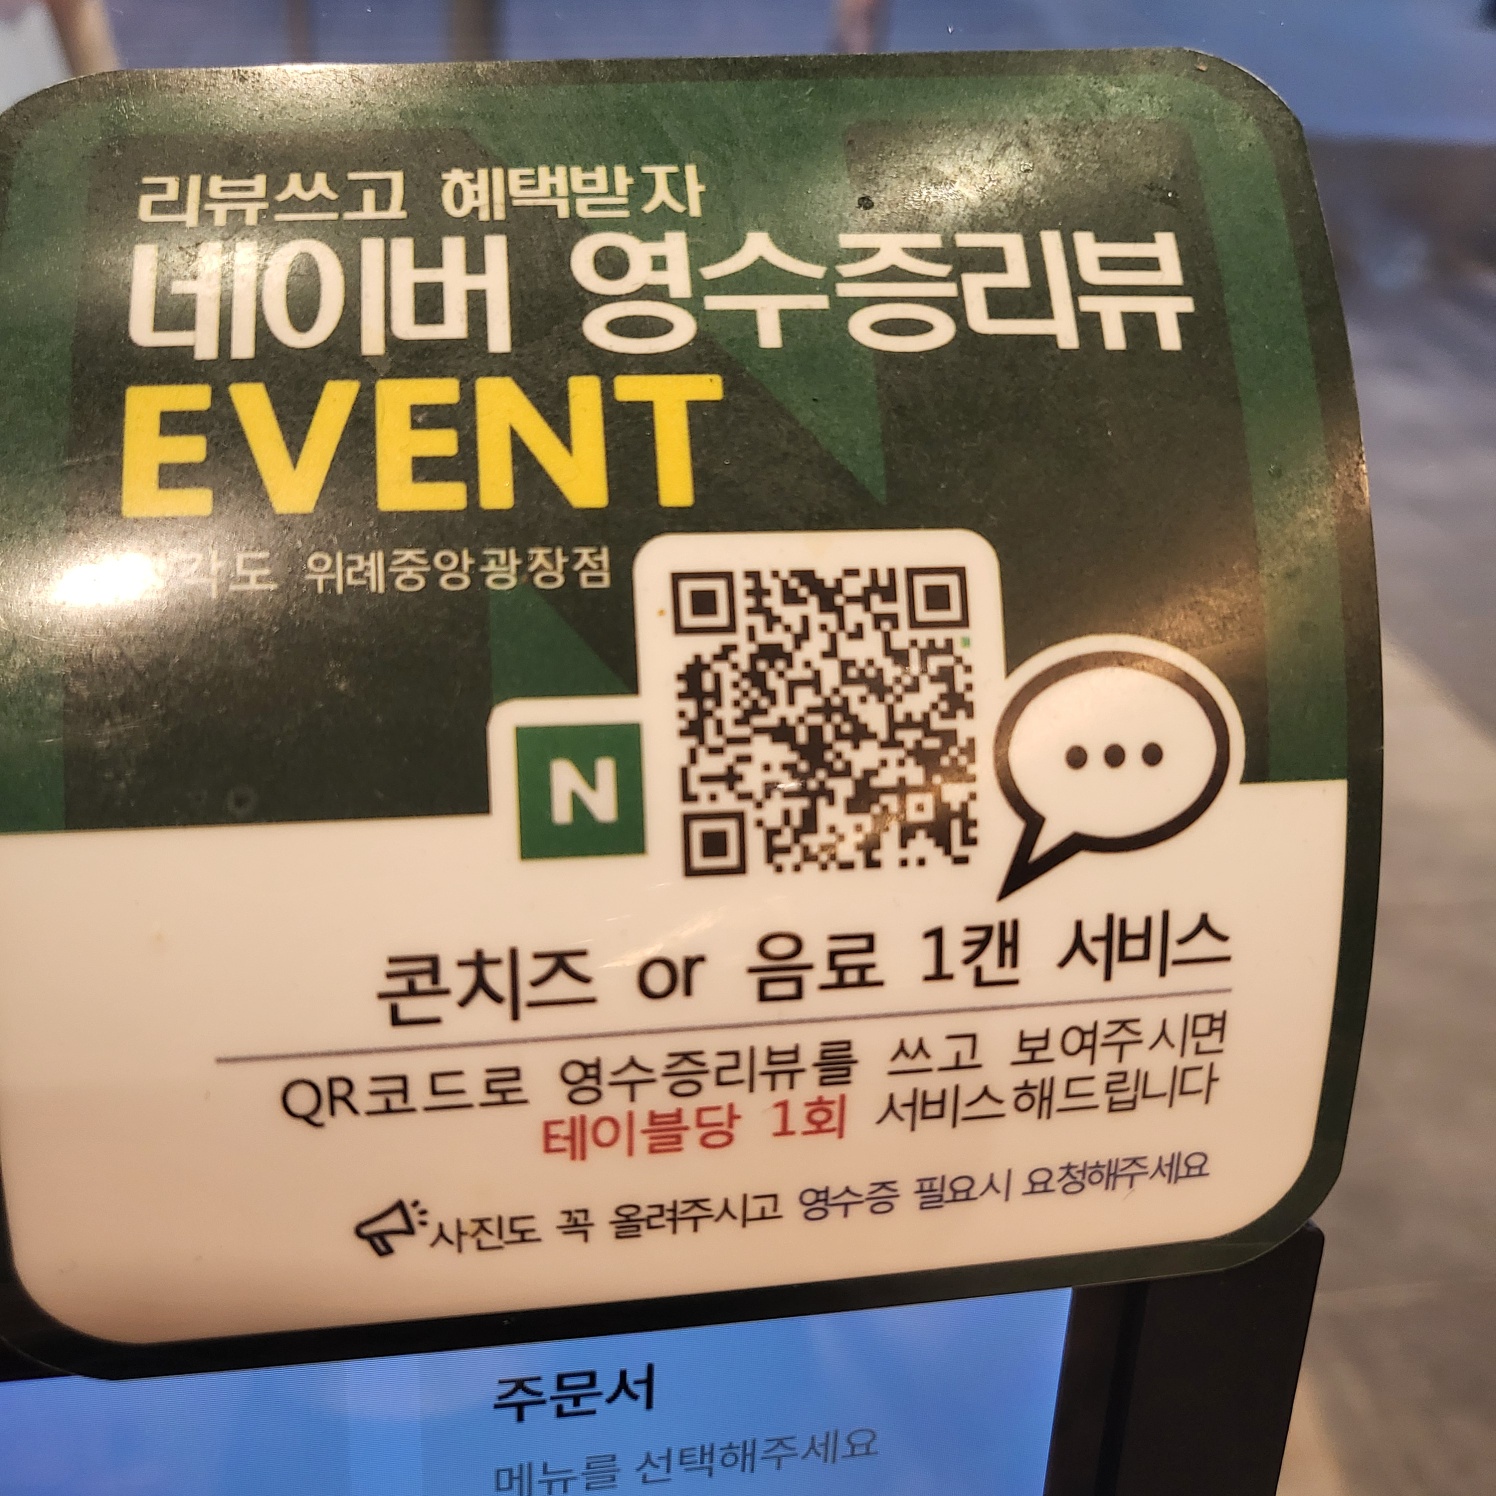 리뷰쓰고 혜택받자
네이버 영수증리뷰
EVENT
위례중앙광장점
N
콘치즈 or 음료 1캔 서비스
QR코드로 영수증리뷰를 쓰고 보여주시면
테이블당 1회 서비스해드립니다
사진도 꼭 올려주시고 영수증 필요시 요청해주세요
주문서
메뉴를 선택해주세요